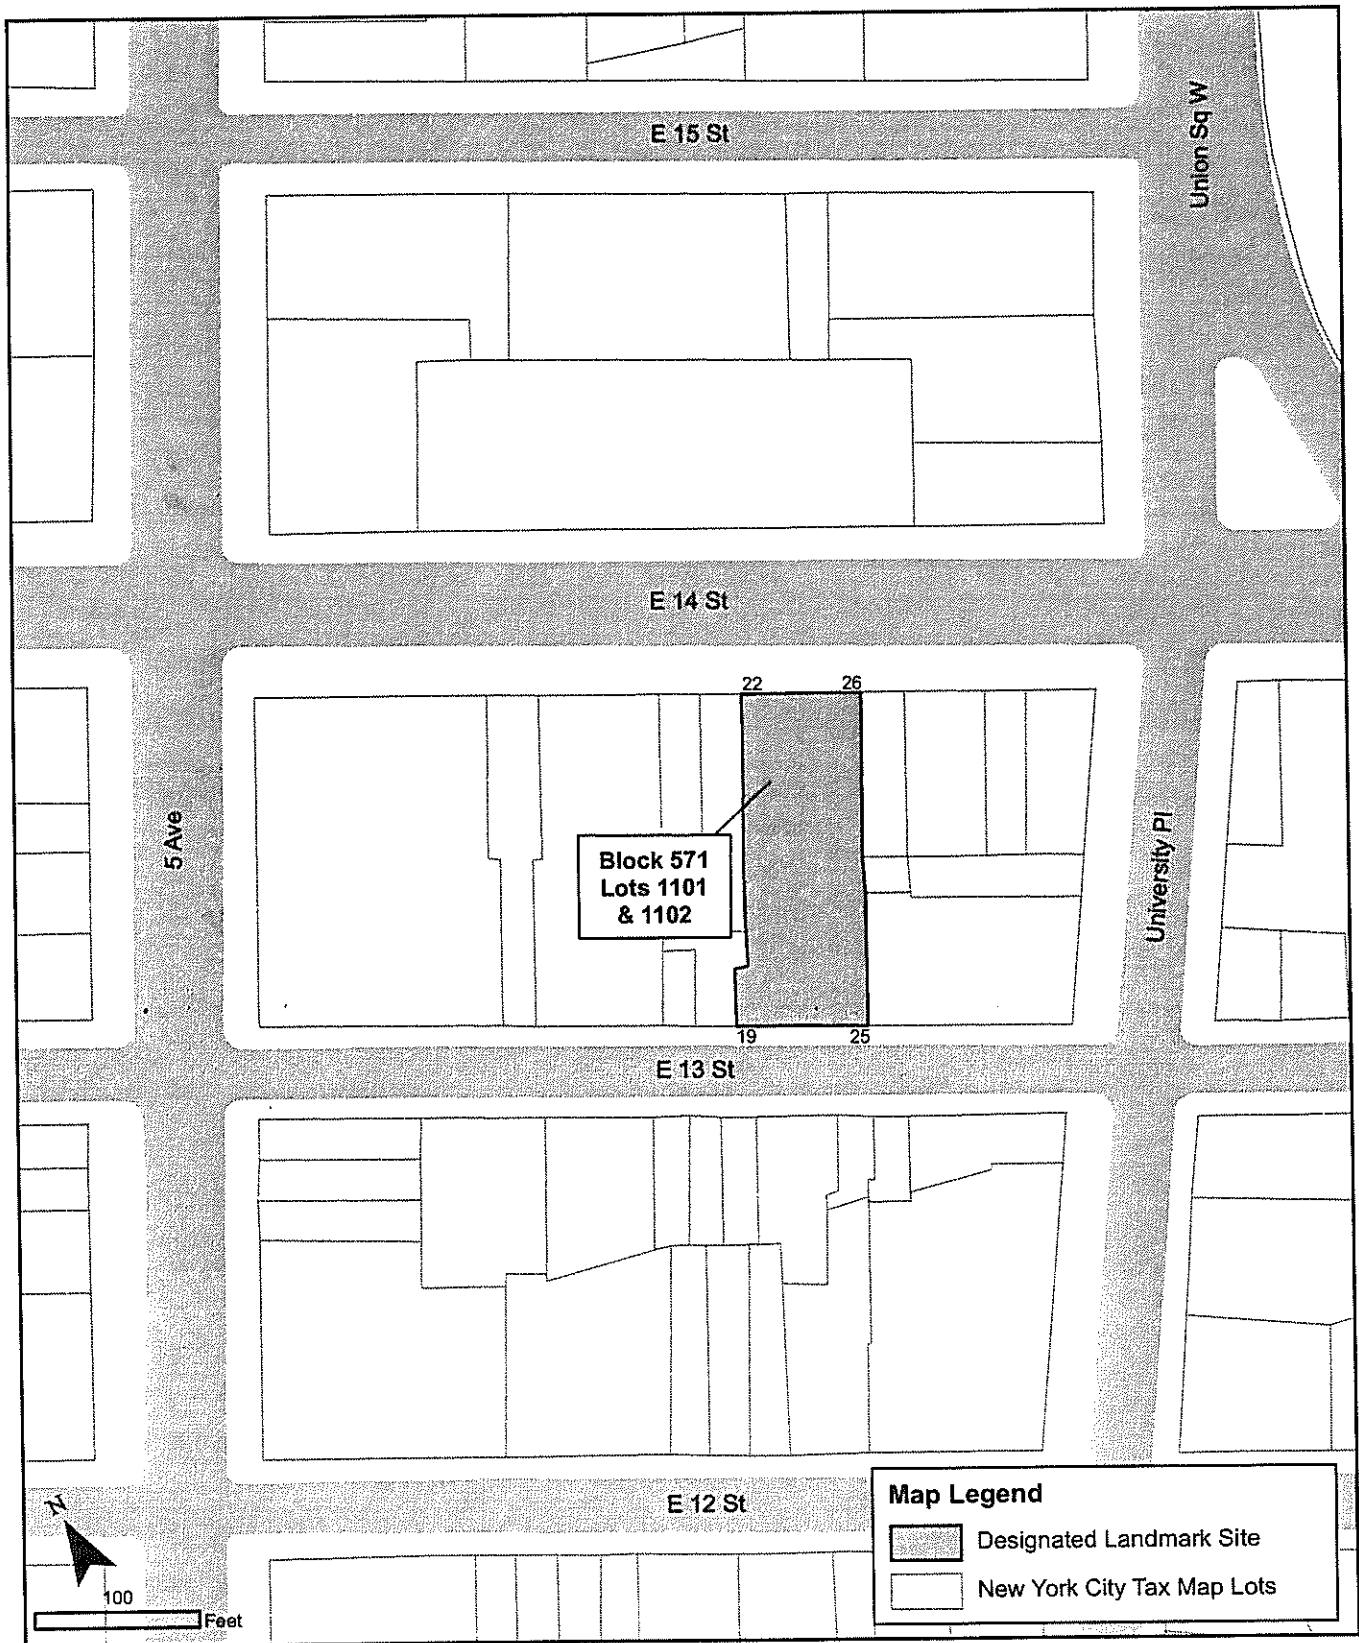 E 15 St
Union Sq W
E 14 St
22
26
5 Ave
Block 571
Lots 1101
& 1102
University Pl
19
25
E 13 St
E 12 St
N
100
Feet
Map Legend
Designated Landmark Site
New York City Tax Map Lots